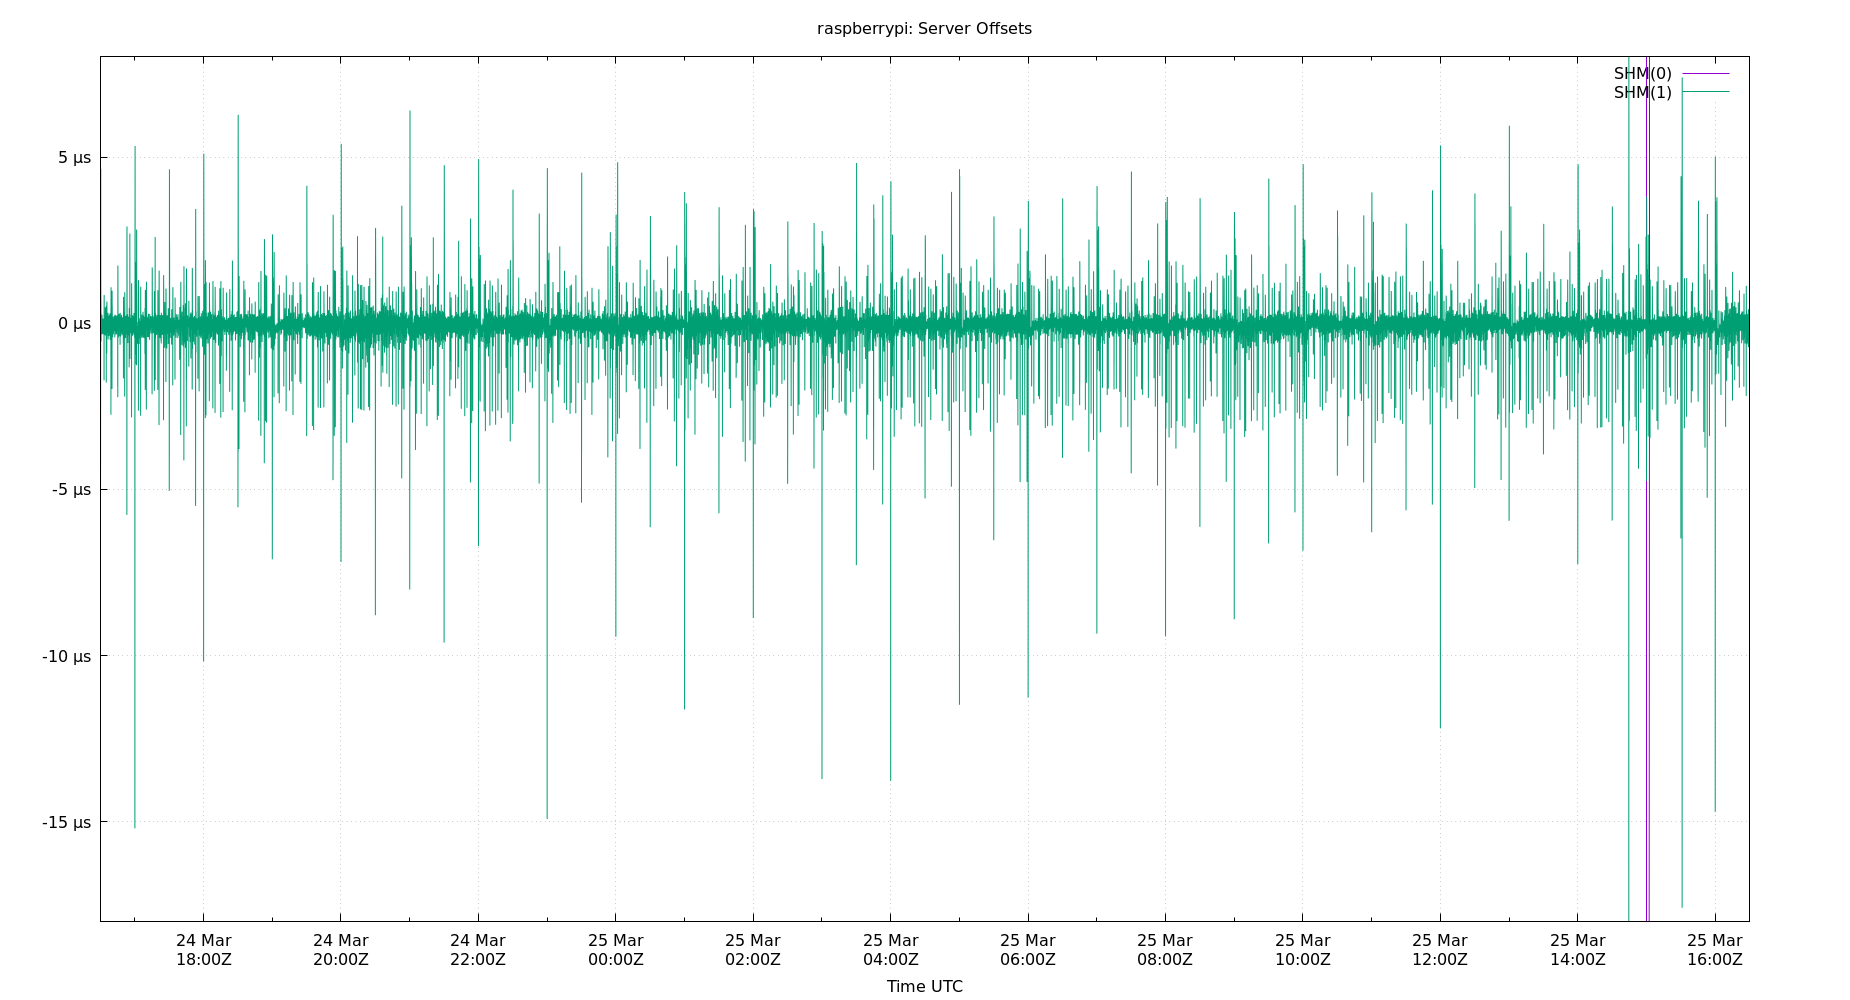 raspberrypi: Server Offsets
SHM(0)
SHM(1)
5 µs
0 µs
-5 µs
-10 µs
-15 µs
24 Mar
18:00Z
24 Mar
20:00Z
24 Mar
22:00Z
25 Mar
00:00Z
25 Mar
02:00Z
25 Mar
04:00Z
25 Mar
06:00Z
25 Mar
08:00Z
25 Mar
10:00Z
25 Mar
12:00Z
25 Mar
14:00Z
25 Mar
16:00Z
Time UTC